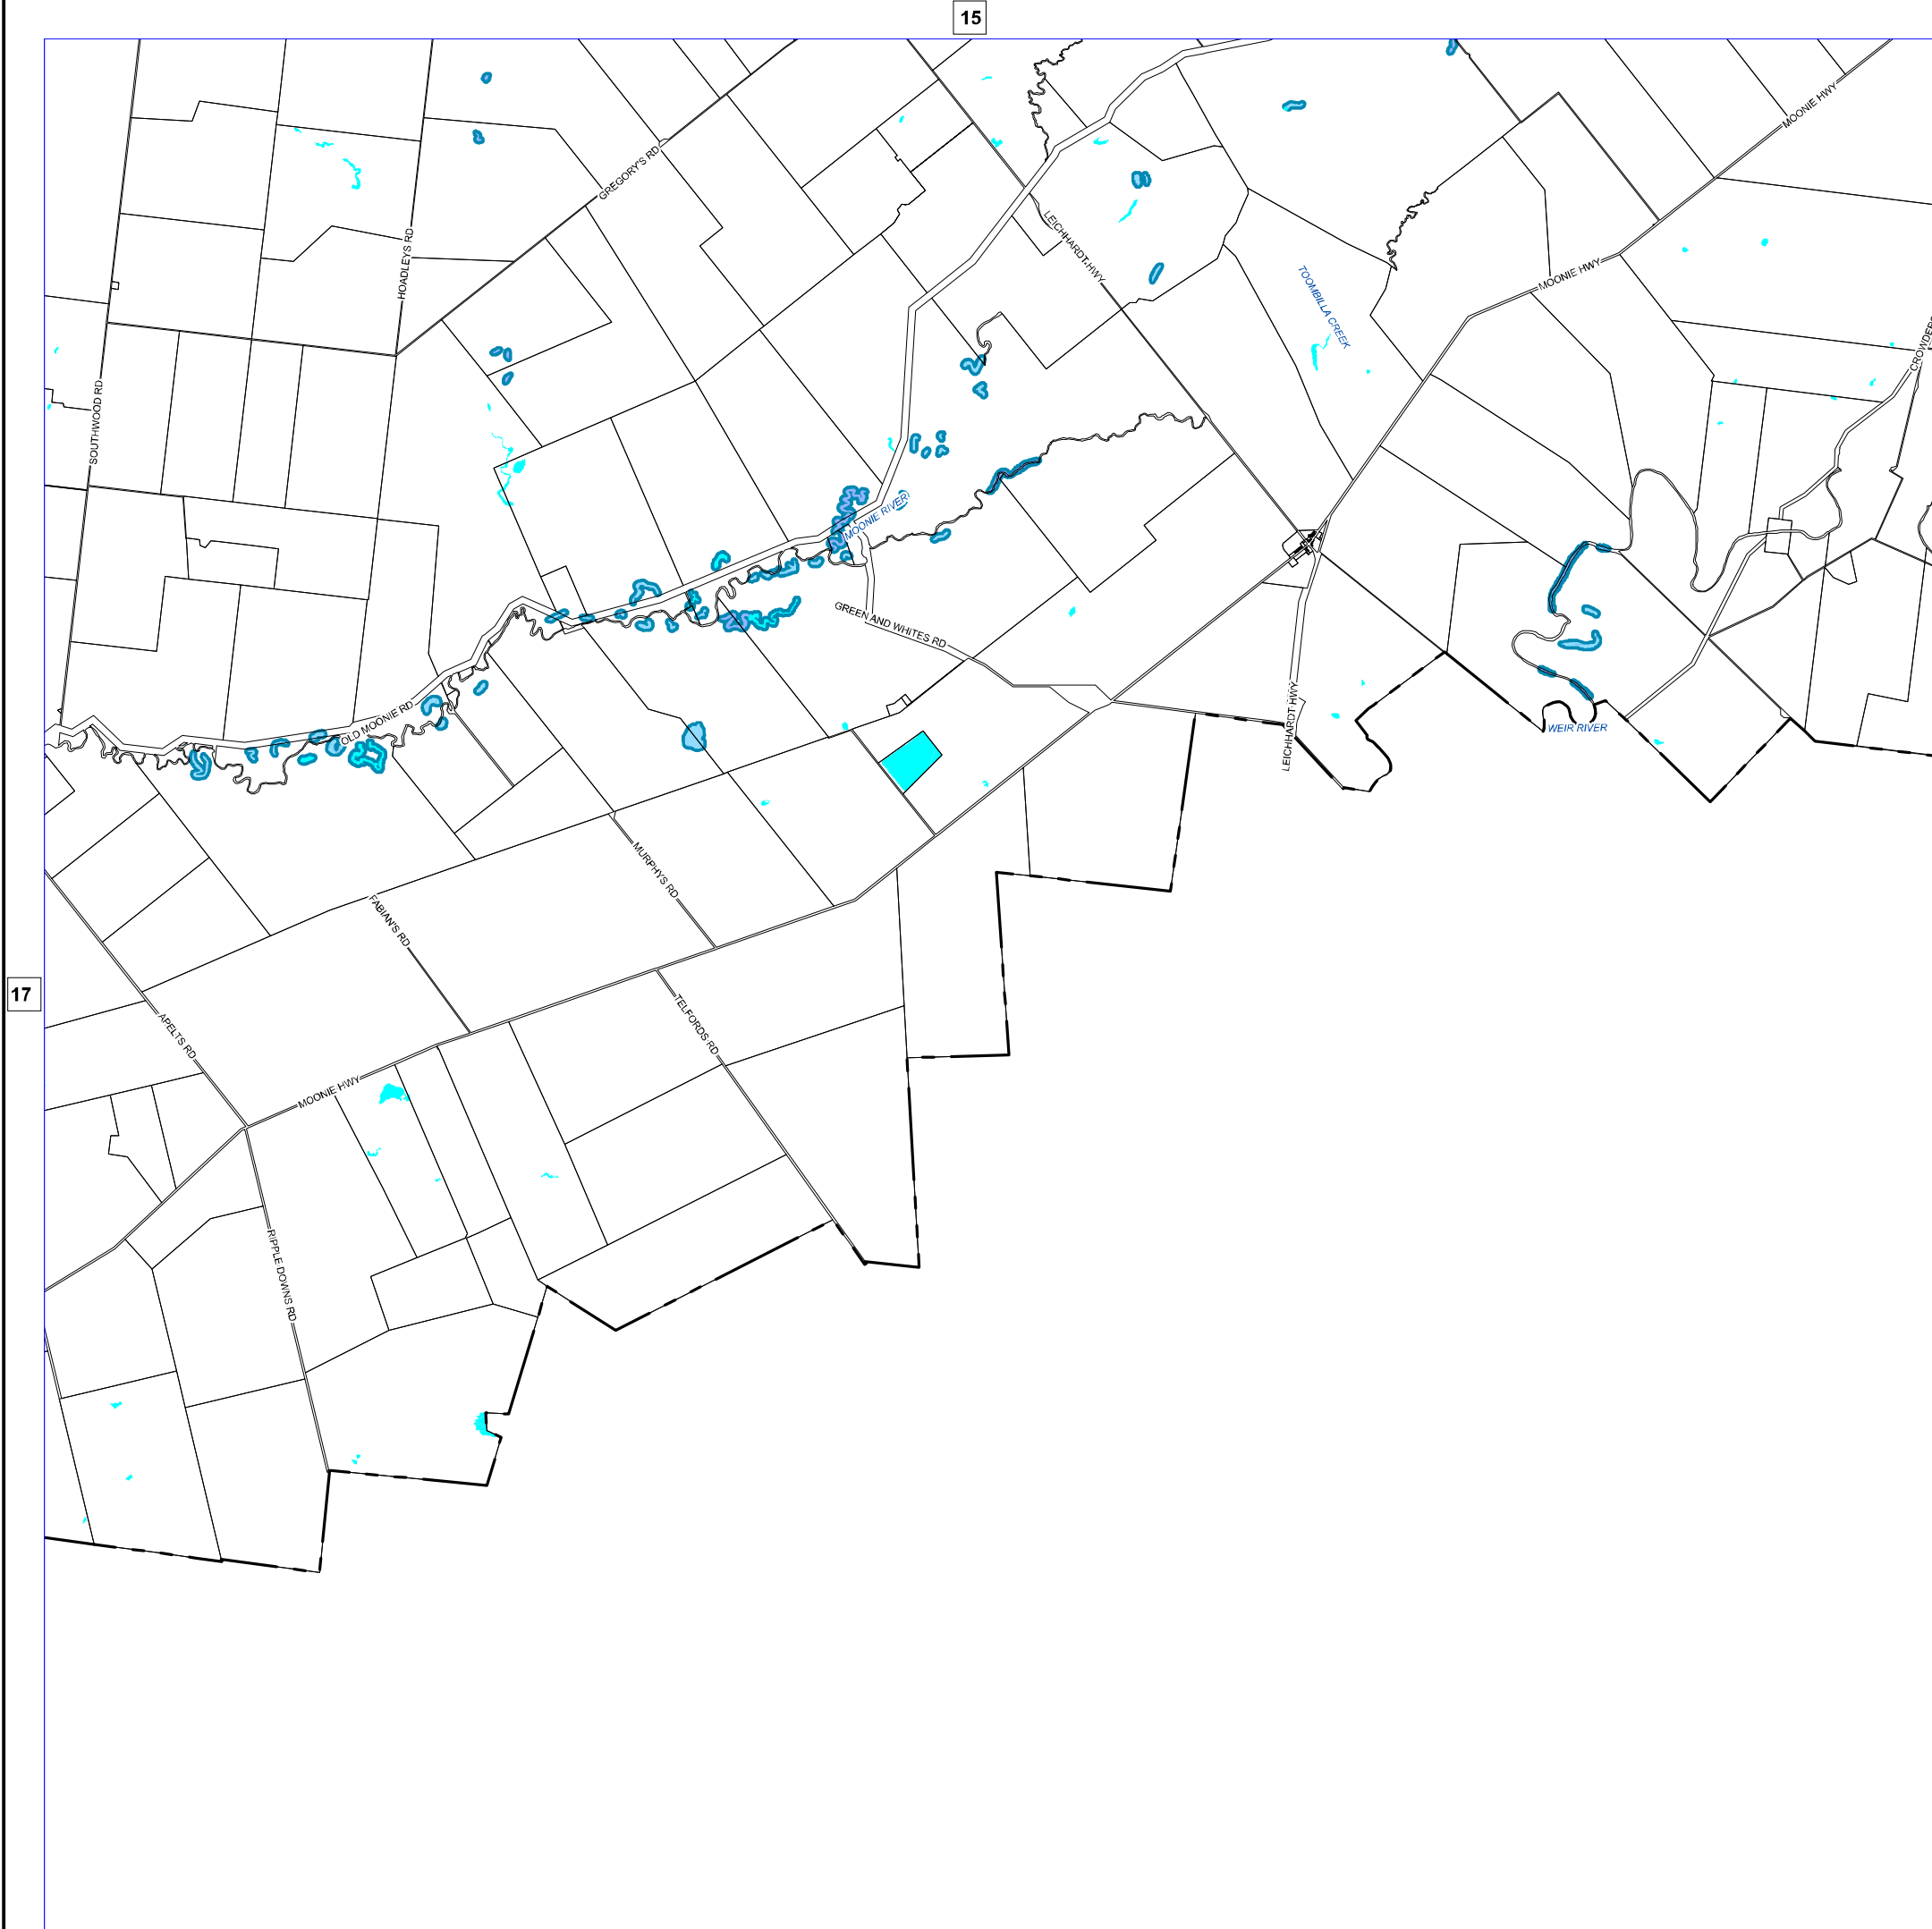 15
MOONIE HWY
GREGORY'S RD
HOADLEYS RD
LEICHHARDT HWY
TOOMBILLA CREEK
MOONIE HWY
CROWDERS
SOUTHWOOD RD
MOONIE RIVER
GREEN AND WHITES RD
LEICHHARDT HWY
WEIR RIVER
OLD MOONIE RD
MURPHYS RD
FABIAN'S RD
17
APELTS RD
TELFORDS RD
MOONIE HWY
RIPPLE DOWNS RD